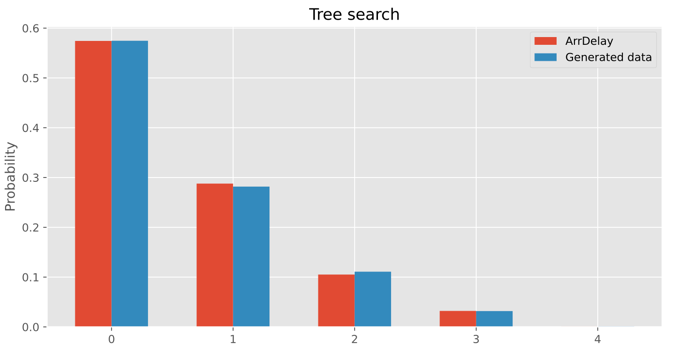 Tree search
ArrDelay
Generated data
Probability
0.6
0.5
0.4
0.3
0.2
0.1
0.0
0 1 2 3 4